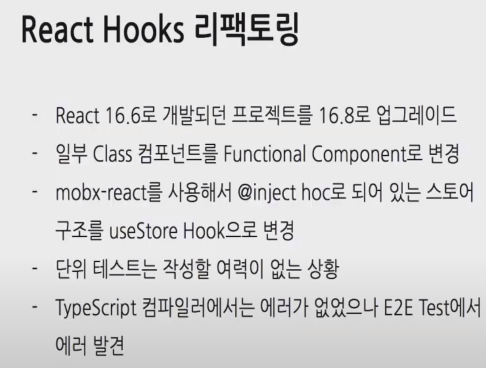 React Hooks 리팩토링
- React 16.6로 개발되던 프로젝트를 16.8로 업그레이드
- 일부 Class 컴포넌트를 Functional Component로 변경
- mobx-react를 사용해서 @inject hoc로 되어 있는 스토어
구조를 useStore Hook으로 변경
- 단위 테스트는 작성할 여력이 없는 상황
- TypeScript 컴파일러에서는 에러가 없었으나 E2E Test에서
에러 발견